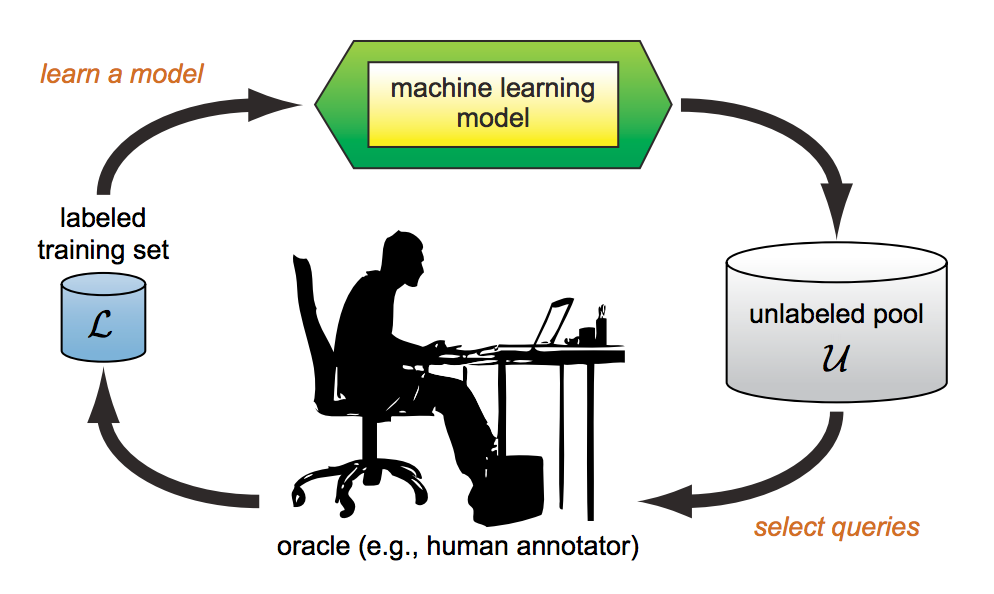 learn a model
machine learning
model
labeled
training set
ℒ
unlabeled pool
𝒰
select queries
oracle (e.g., human annotator)